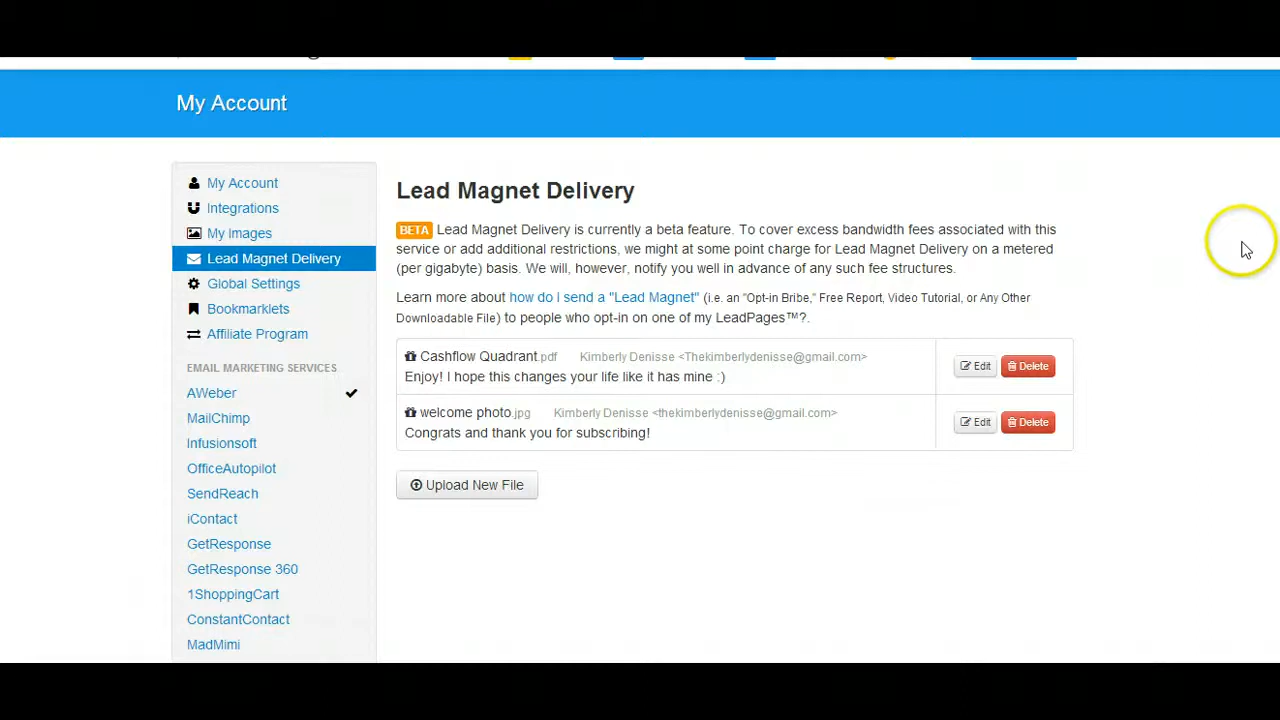 My Account
My Account
Integrations
My Images
Lead Magnet Delivery
Global Settings
Bookmarklets
Affiliate Program
EMAIL MARKETING SERVICES
AWeber
MailChimp
Infusionsoft
OfficeAutopilot
SendReach
iContact
GetResponse
GetResponse 360
1ShoppingCart
ConstantContact
MadMimi
Lead Magnet Delivery
BETA Lead Magnet Delivery is currently a beta feature. To cover excess bandwidth fees associated with this
service or add additional restrictions, we might at some point charge for Lead Magnet Delivery on a metered
(per gigabyte) basis. We will, however, notify you well in advance of any such fee structures.
Learn more about how do I send a "Lead Magnet" (i.e. an "Opt-in Bribe," Free Report, Video Tutorial, or Any Other
Downloadable File) to people who opt-in on one of my LeadPages™?.
Cashflow Quadrant.pdf Kimberly Denisse <Thekimberlydenisse@gmail.com>
Enjoy! I hope this changes your life like it has mine :)
Edit Delete
welcome photo.jpg Kimberly Denisse <thekimberlydenisse@gmail.com>
Congrats and thank you for subscribing!
Edit Delete
Upload New File